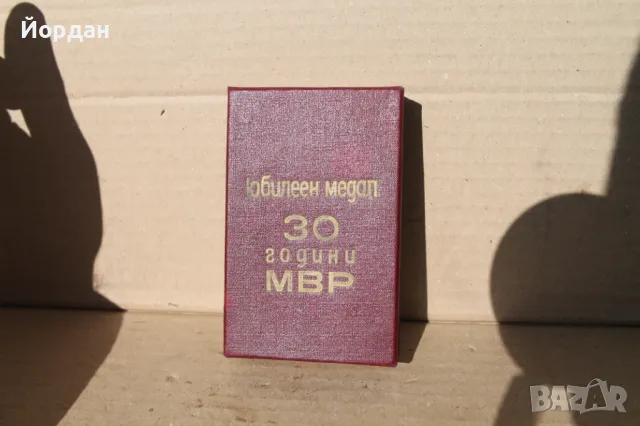 Йордан
Юбилеен медал
30
години
МВР
BAZAR